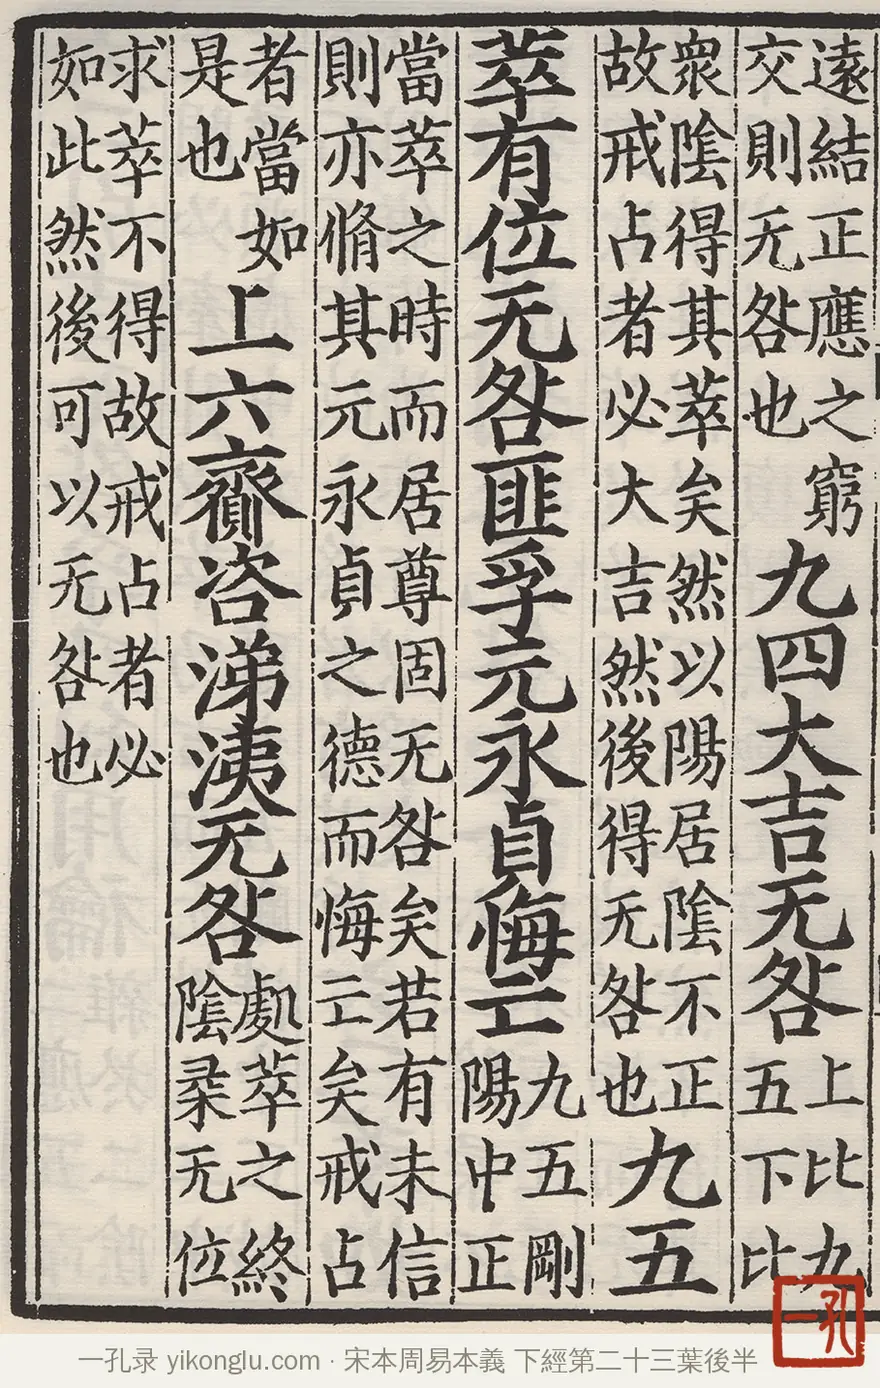 遠結正應之窮交則无咎也九四大吉无咎上比九五下比
衆陰得其萃矣然以陽居陰不正故戒占者必大吉然後得无咎也九五
萃有位无咎匪孚元永貞悔亡九五剛陽中正
當萃之時而居尊固无咎矣若有未信則亦脩其元永貞之德而悔亡矣戒占
者當如是也上六齎咨涕洟无咎處萃之終陰柔无位
求萃不得故戒占者必如此然後可以无咎也
一孔
一孔录 yikonglu.com · 宋本周易本義 下經第二十三葉後半